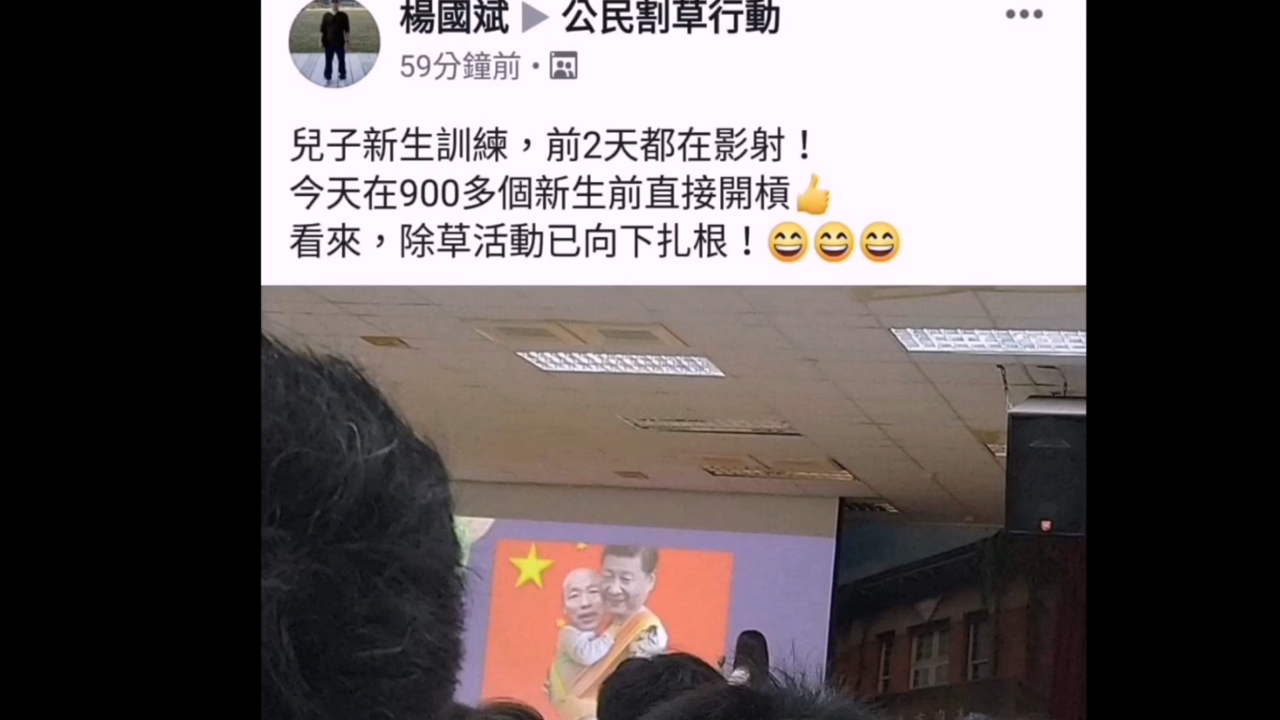 楊國斌 ▶ 公民割草行動
59分鐘前・
兒子新生訓練，前2天都在影射！
今天在900多個新生前直接開槓👍
看來，除草活動已向下扎根！😄😄😄